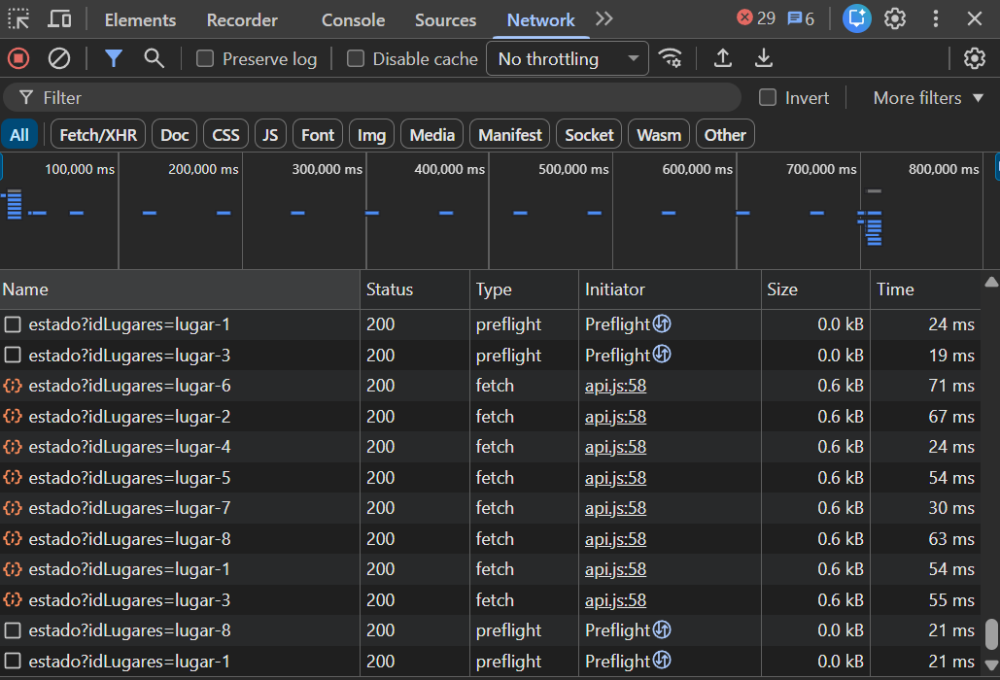 Elements Recorder Console Sources Network 29 6
Preserve log Disable cache No throttling
Filter Invert More filters
All Fetch/XHR Doc CSS JS Font Img Media Manifest Socket Wasm Other
100,000 ms 200,000 ms 300,000 ms 400,000 ms 500,000 ms 600,000 ms 700,000 ms 800,000 ms
Name Status Type Initiator Size Time
estado?idLugares=lugar-1 200 preflight Preflight 0.0 kB 24 ms
estado?idLugares=lugar-3 200 preflight Preflight 0.0 kB 19 ms
estado?idLugares=lugar-6 200 fetch api.js:58 0.6 kB 71 ms
estado?idLugares=lugar-2 200 fetch api.js:58 0.6 kB 67 ms
estado?idLugares=lugar-4 200 fetch api.js:58 0.6 kB 24 ms
estado?idLugares=lugar-5 200 fetch api.js:58 0.6 kB 54 ms
estado?idLugares=lugar-7 200 fetch api.js:58 0.6 kB 30 ms
estado?idLugares=lugar-8 200 fetch api.js:58 0.6 kB 63 ms
estado?idLugares=lugar-1 200 fetch api.js:58 0.6 kB 54 ms
estado?idLugares=lugar-3 200 fetch api.js:58 0.6 kB 55 ms
estado?idLugares=lugar-8 200 preflight Preflight 0.0 kB 21 ms
estado?idLugares=lugar-1 200 preflight Preflight 0.0 kB 21 ms